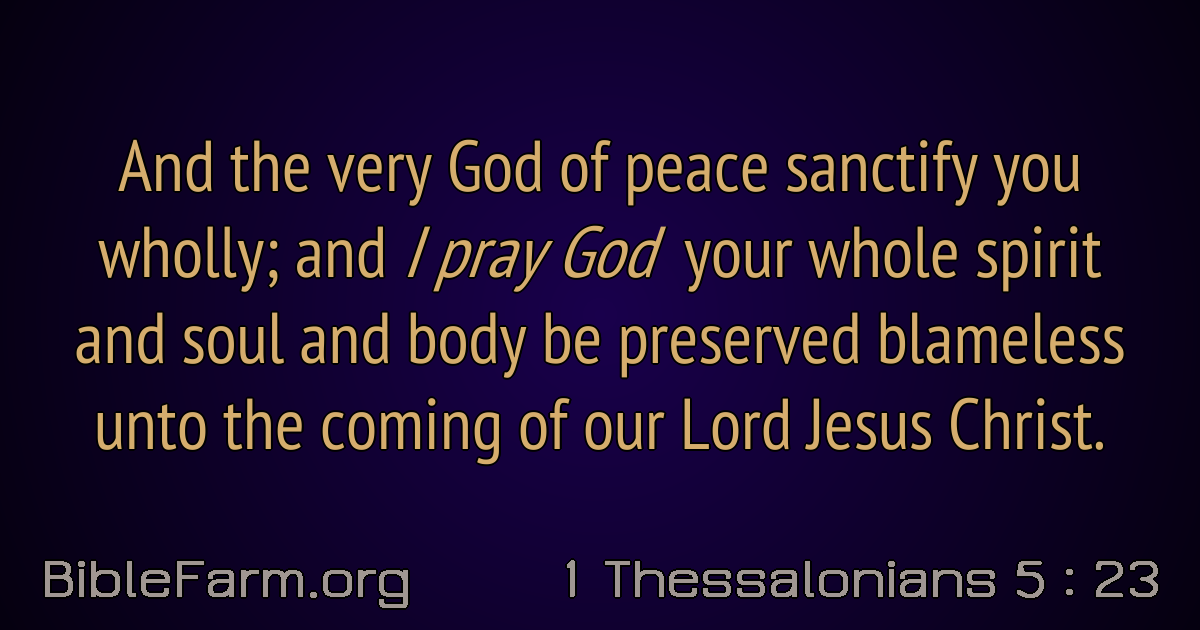 And the very God of peace sanctify you
wholly; and I pray God your whole spirit
and soul and body be preserved blameless
unto the coming of our Lord Jesus Christ.
BibleFarm.org
1 Thessalonians 5 : 23